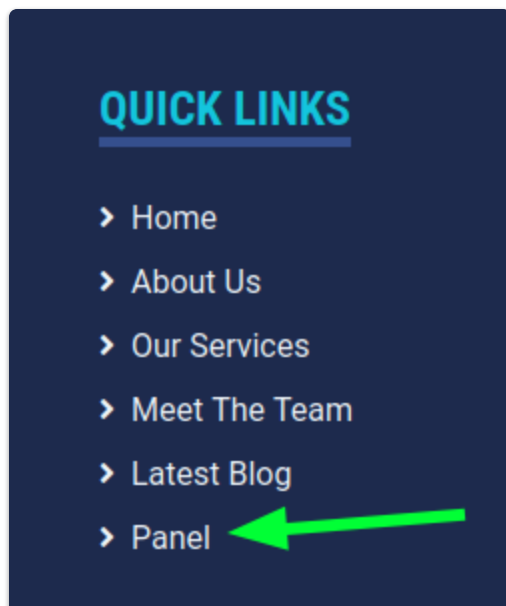 QUICK LINKS
Home
About Us
Our Services
Meet The Team
Latest Blog
Panel